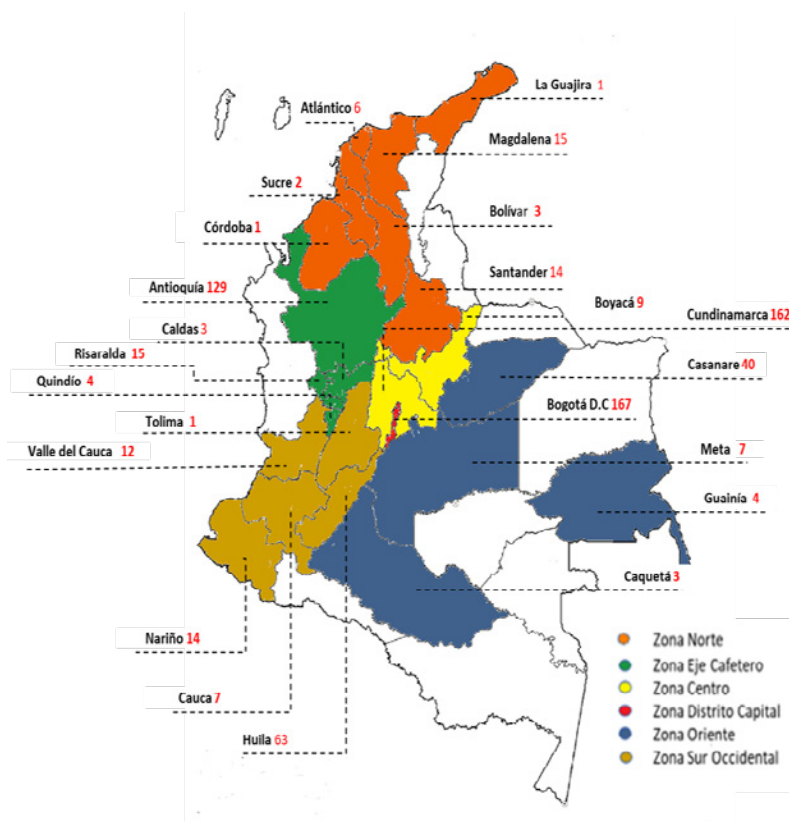 La Guajira 1
Atlántico 6
Magdalena 15
Sucre 2
Bolívar 3
Córdoba 1
Santander 14
Antioquía 129
Boyacá 9
Cundinamarca 162
Caldas 3
Risaralda 15
Casanare 40
Quindío 4
Bogotá D.C 167
Tolima 1
Valle del Cauca 12
Meta 7
Guainía 4
Caquetá 3
Nariño 14
Cauca 7
Huila 63
Zona Norte
Zona Eje Cafetero
Zona Centro
Zona Distrito Capital
Zona Oriente
Zona Sur Occidental